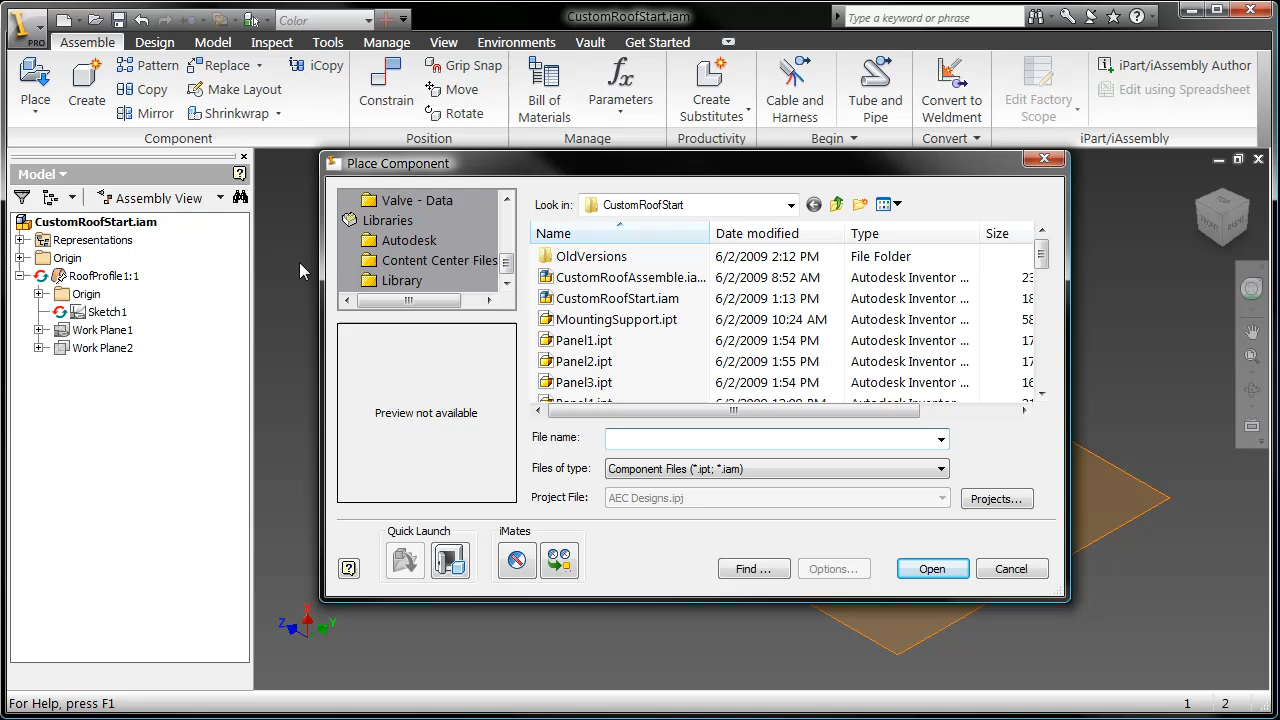 Color
CustomRoofStart.iam
Type a keyword or phrase
PRO
Assemble
Design
Model
Inspect
Tools
Manage
View
Environments
Vault
Get Started
Place
Create
Pattern
Copy
Mirror
Replace
Make Layout
Shrinkwrap
iCopy
Component
Constrain
Grip Snap
Move
Rotate
Position
Bill of
Materials
Parameters
Manage
Create
Substitutes
Productivity
Cable and
Harness
Tube and
Pipe
Begin
Convert to
Weldment
Convert
Edit Factory
Scope
iPart/iAssembly Author
Edit using Spreadsheet
iPart/iAssembly
Model
Assembly View
CustomRoofStart.iam
Representations
Origin
RoofProfile1:1
Origin
Sketch1
Work Plane1
Work Plane2
Place Component
Valve - Data
Libraries
Autodesk
Content Center Files
Library
Preview not available
Look in:
CustomRoofStart
Name Date modified Type Size
OldVersions 6/2/2009 2:12 PM File Folder
CustomRoofAssemble.ia... 6/2/2009 8:52 AM Autodesk Inventor ... 23
CustomRoofStart.iam 6/2/2009 1:13 PM Autodesk Inventor ... 18
MountingSupport.ipt 6/2/2009 10:24 AM Autodesk Inventor ... 58
Panel1.ipt 6/2/2009 1:54 PM Autodesk Inventor ... 17
Panel2.ipt 6/2/2009 1:55 PM Autodesk Inventor ... 17
Panel3.ipt 6/2/2009 1:54 PM Autodesk Inventor ... 16
File name:
Files of type: Component Files (*.ipt; *.iam)
Project File: AEC Designs.ipj
Projects...
Quick Launch
iMates
Find ...
Options...
Open
Cancel
FRONT
Z
X
Y
For Help, press F1
1
2